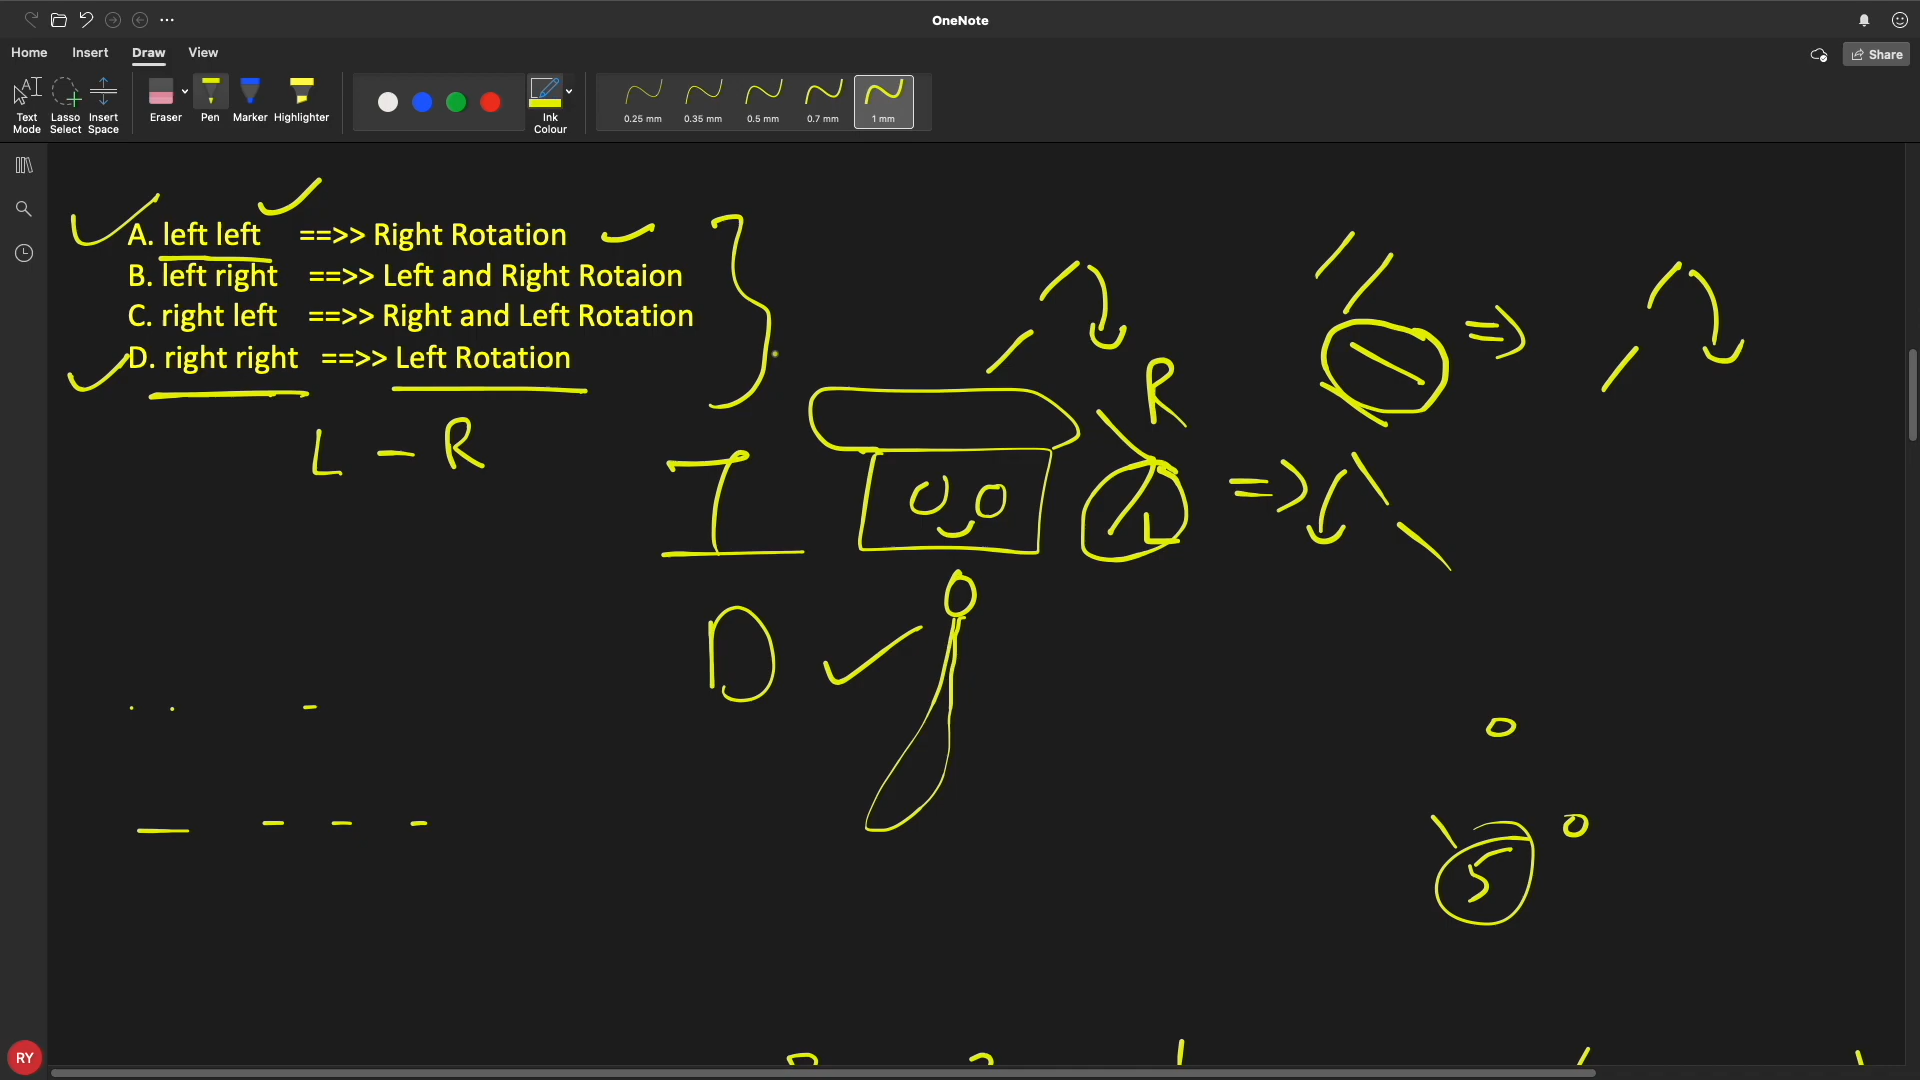 OneNote
Home Insert Draw View
Share
Text Mode
Lasso Select
Insert Space
Eraser
Pen
Marker
Highlighter
Ink Colour
0.25 mm
0.35 mm
0.5 mm
0.7 mm
1 mm
A. left left ==>> Right Rotation
B. left right ==>> Left and Right Rotaion
C. right left ==>> Right and Left Rotation
D. right right ==>> Left Rotation
L - R
R
=>
I
L
=>
D
5
RY